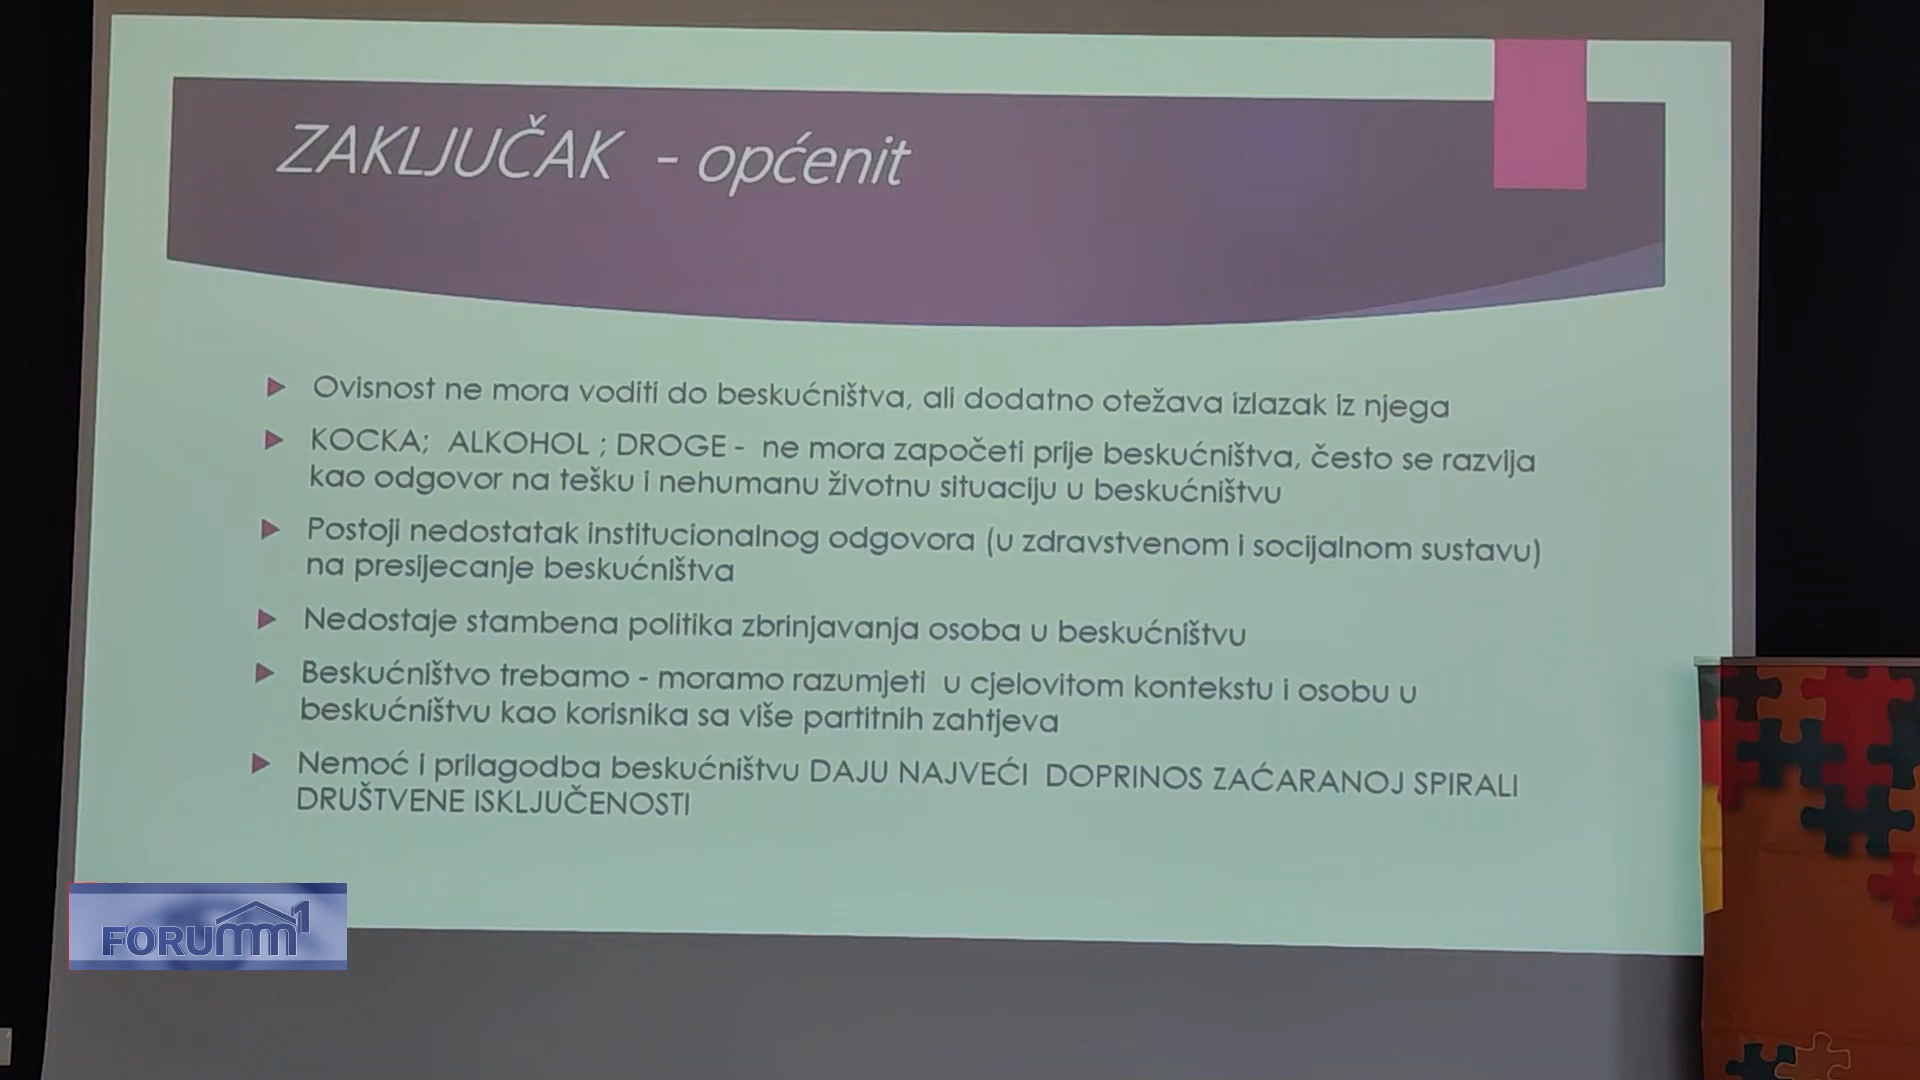 ZAKLJUČAK - općenit
Ovisnost ne mora voditi do beskućništva, ali dodatno otežava izlazak iz njega
KOCKA; ALKOHOL ; DROGE - ne mora započeti prije beskućništva, često se razvija
kao odgovor na tešku i nehumanu životnu situaciju u beskućništvu
Postoji nedostatak institucionalnog odgovora (u zdravstvenom i socijalnom sustavu)
na presijecanje beskućništva
Nedostaje stambena politika zbrinjavanja osoba u beskućništvu
Beskućništvo trebamo - moramo razumjeti u cjelovitom kontekstu i osobu u
beskućništvu kao korisnika sa više partitnih zahtjeva
Nemoć i prilagodba beskućništvu DAJU NAJVEĆI DOPRINOS ZAĆARANOJ SPIRALI
DRUŠTVENE ISKLJUČENOSTI
FORUMM1